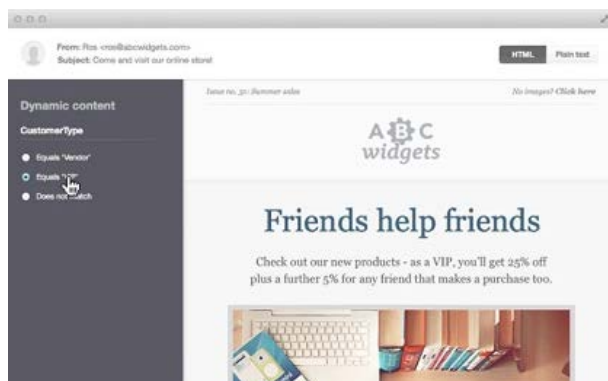 From: Ros <ros@abcwidgets.com>
Subject: Come and visit our online store!
HTML
Plain text
Dynamic content
CustomerType
Equals "Vendor"
Equals
Does not match
Issue no. 31: Summer sales
No images? Click here
ABC
widgets
Friends help friends
Check out our new products - as a VIP, you'll get 25% off
plus a further 5% for any friend that makes a purchase too.